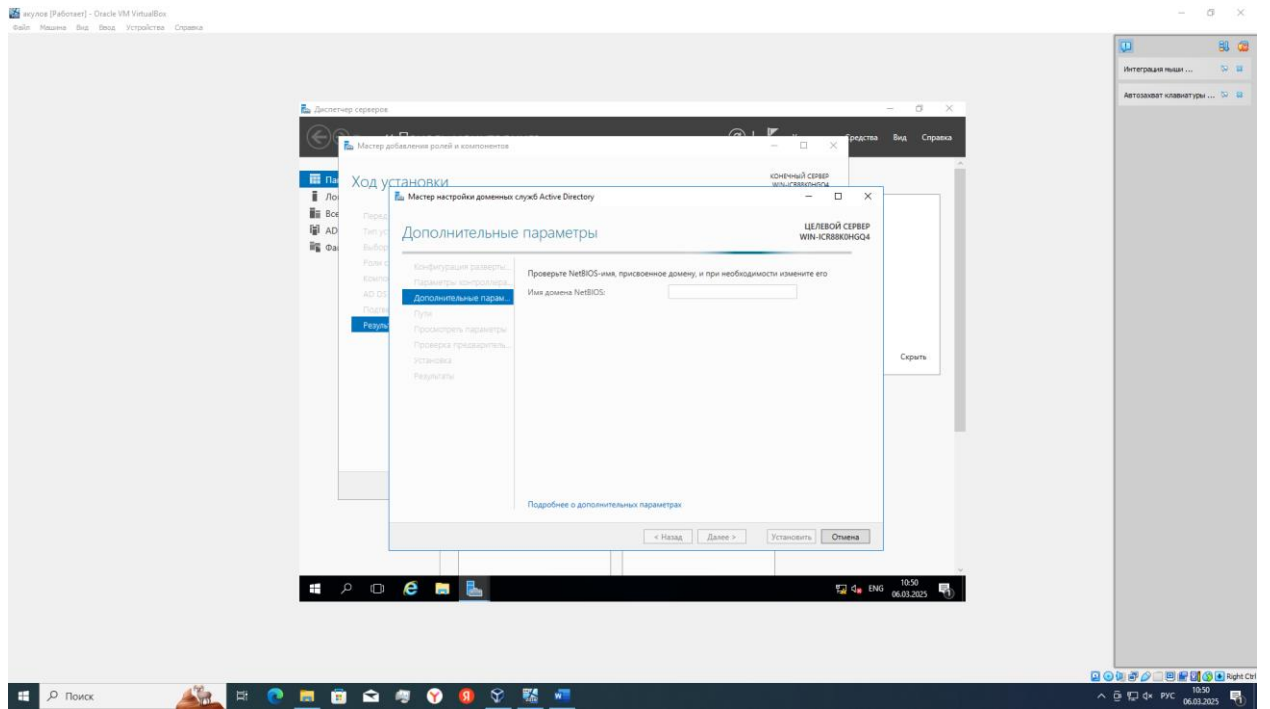 акулов [Работает] - Oracle VM VirtualBox
Файл Машина Вид Ввод Устройства Справка
Интеграция мыши ...
Автозахват клавиатуры ...
Диспетчер серверов
Средства Вид Справка
Мастер добавления ролей и компонентов
Ход установки
КОНЕЧНЫЙ СЕРВЕР
WIN-ICR88K0HGQ4
Мастер настройки доменных служб Active Directory
Дополнительные параметры
ЦЕЛЕВОЙ СЕРВЕР
WIN-ICR88K0HGQ4
Конфигурация разверты...
Параметры контроллера...
Дополнительные парам...
Пути
Просмотреть параметры
Проверка предваритель...
Установка
Результаты
Проверьте NetBIOS-имя, присвоенное домену, и при необходимости измените его
Имя домена NetBIOS:
Подробнее о дополнительных параметрах
< Назад Далее > Установить Отмена
Скрыть
ENG 10:50
06.03.2025
Поиск
РУС 10:50
06.03.2025
Right Ctrl